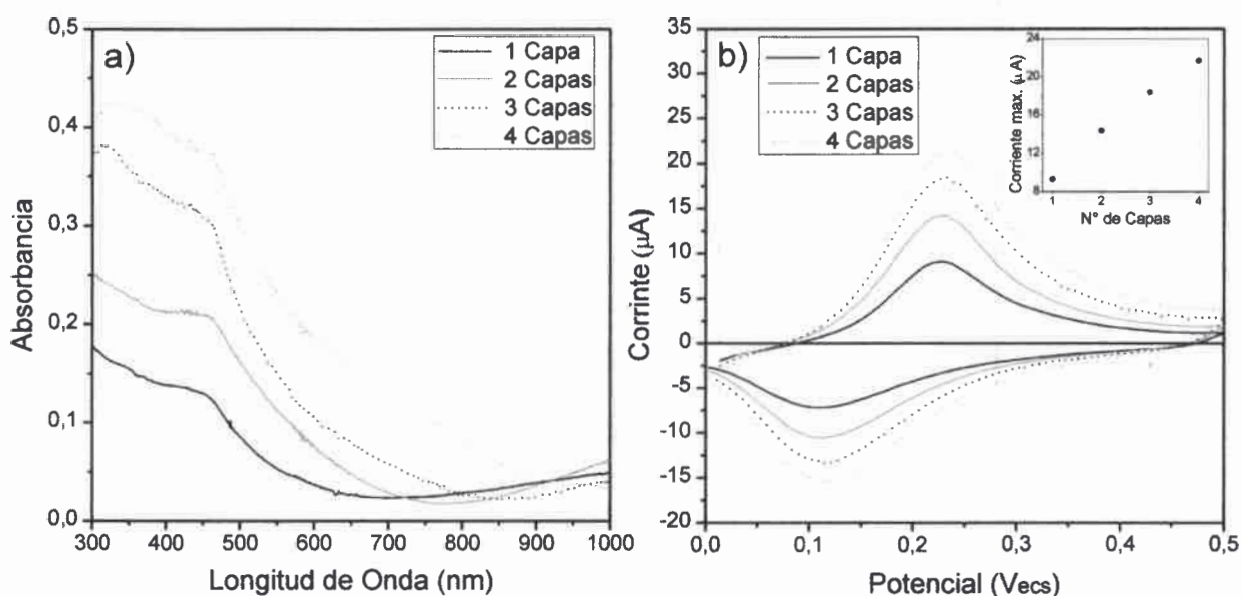 a)
1 Capa
2 Capas
3 Capas
4 Capas
Absorbancia
0,5
0,4
0,3
0,2
0,1
0,0
300 400 500 600 700 800 900 1000
Longitud de Onda (nm)
b)
1 Capa
2 Capas
3 Capas
4 Capas
Corriente max. (μ A)
24
20
16
12
8
1 2 3 4
N° de Capas
Corrinte (μA)
35
30
25
20
15
10
5
0
-5
-10
-15
-20
0,0 0,1 0,2 0,3 0,4 0,5
Potencial (Vecs)